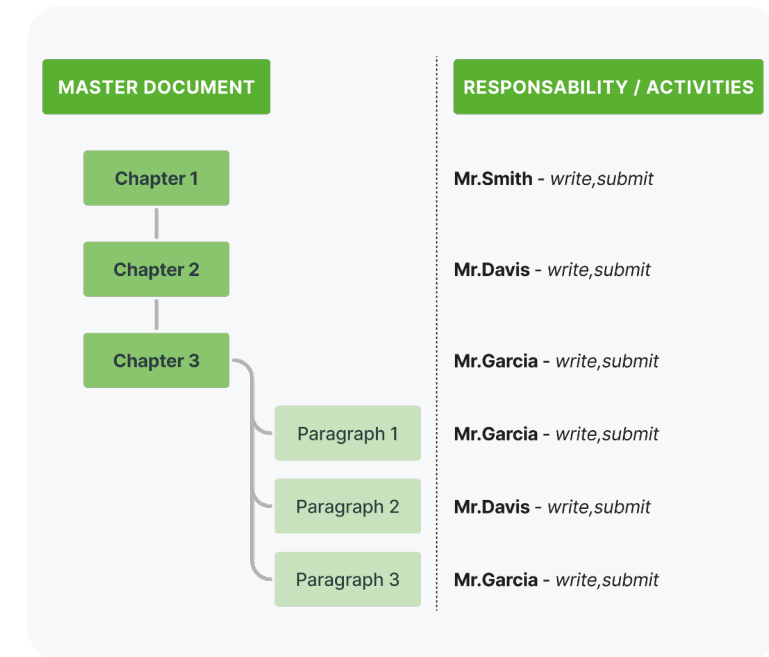 MASTER DOCUMENT
RESPONSABILITY / ACTIVITIES
Chapter 1
Mr.Smith - write,submit
Chapter 2
Mr.Davis - write,submit
Chapter 3
Mr.Garcia - write,submit
Paragraph 1
Mr.Garcia - write,submit
Paragraph 2
Mr.Davis - write,submit
Paragraph 3
Mr.Garcia - write,submit